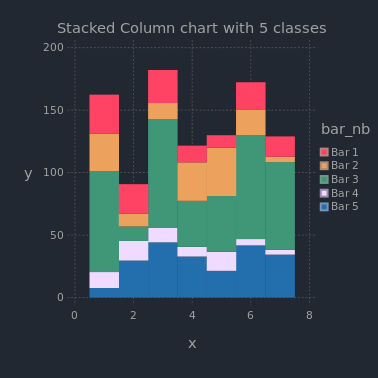 Stacked Column chart with 5 classes
200
150
100
50
0
y
0 2 4 6 8
x
bar_nb
Bar 1
Bar 2
Bar 3
Bar 4
Bar 5